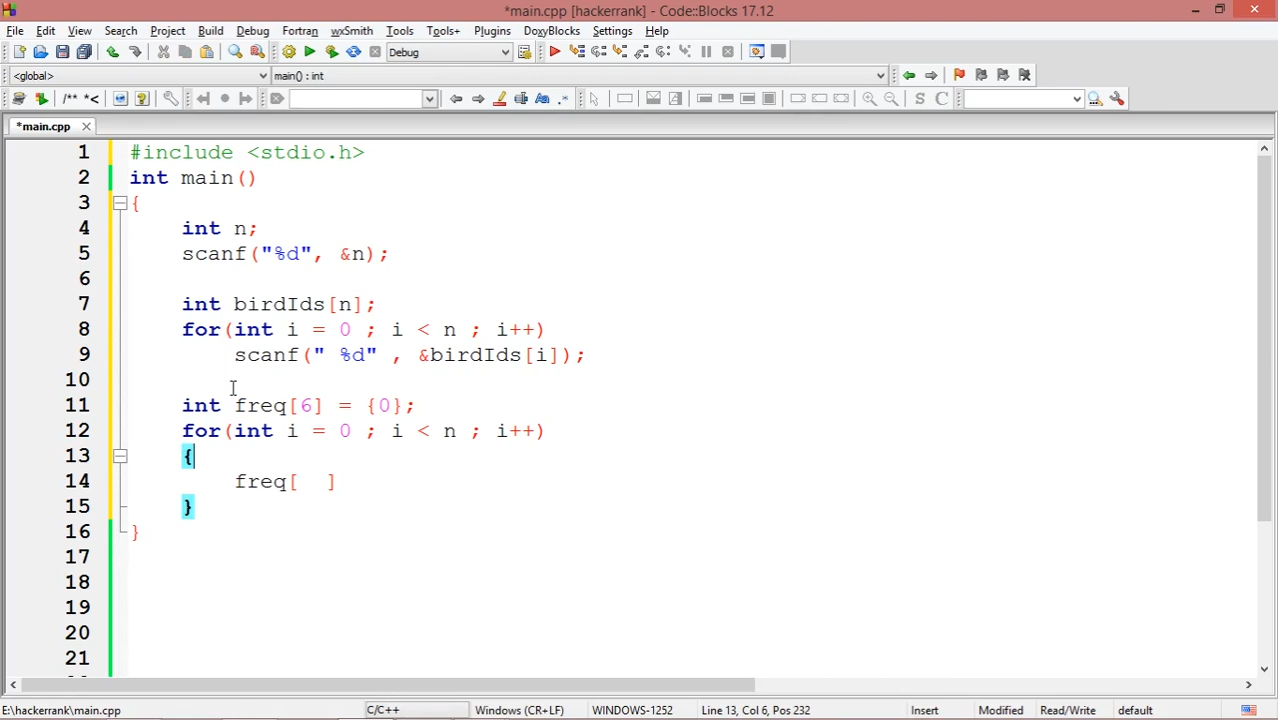 *main.cpp [hackerrank] - Code::Blocks 17.12
File Edit View Search Project Build Debug Fortran wxSmith Tools Tools+ Plugins DoxyBlocks Settings Help
Debug
<global> main() : int
/** *<
S C
*main.cpp
1 #include <stdio.h>
2 int main()
3 {
4 int n;
5 scanf("%d", &n);
6
7 int birdIds[n];
8 for(int i = 0 ; i < n ; i++)
9 scanf(" %d" , &birdIds[i]);
10
11 int freq[6] = {0};
12 for(int i = 0 ; i < n ; i++)
13 {
14 freq[ ]
15 }
16 }
17
18
19
20
21
E:\hackerrank\main.cpp C/C++ Windows (CR+LF) WINDOWS-1252 Line 13, Col 6, Pos 232 Insert Modified Read/Write default